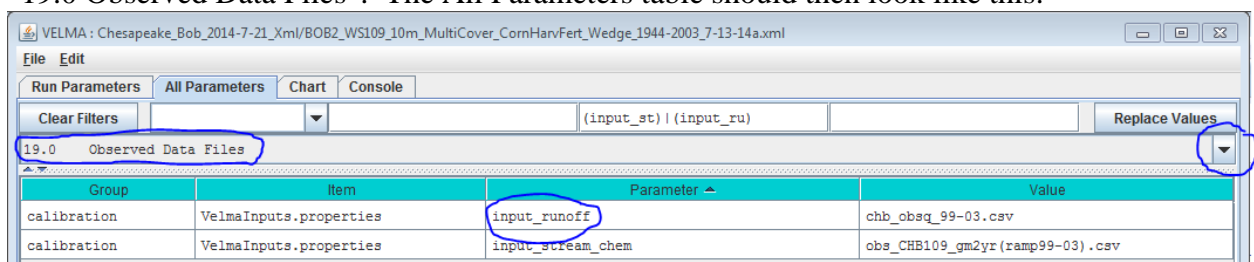 "19.0 Observed Data Files". The All Parameters table should then look like this:
VELMA : Chesapeake_Bob_2014-7-21_Xml/BOB2_WS109_10m_MultiCover_CornHarvFert_Wedge_1944-2003_7-13-14a.xml
File Edit
Run Parameters All Parameters Chart Console
Clear Filters (input_st)|(input_ru) Replace Values
19.0 Observed Data Files
Group Item Parameter Value
calibration VelmaInputs.properties input_runoff chb_obsq_99-03.csv
calibration VelmaInputs.properties input_stream_chem obs_CHB109_gm2yr(ramp99-03).csv